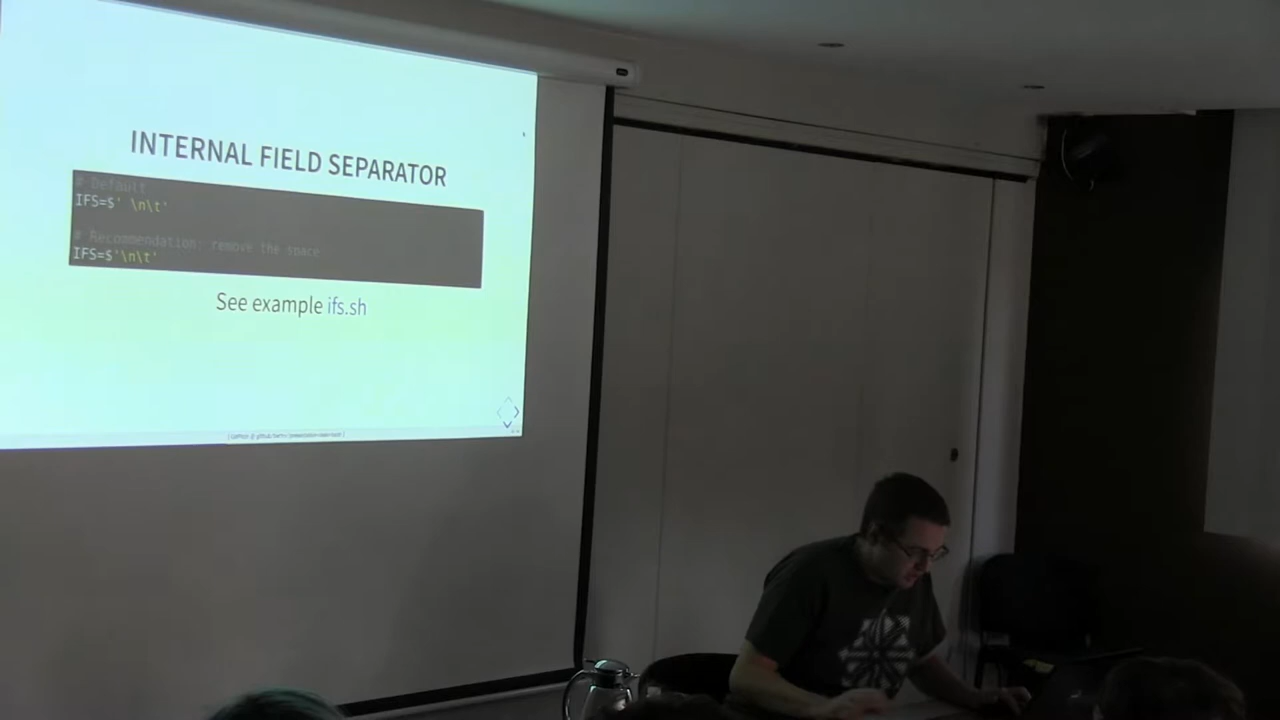 INTERNAL FIELD SEPARATOR
# Default
IFS=$' \n\t'
# Recommendation: remove the space
IFS=$'\n\t'
See example ifs.sh